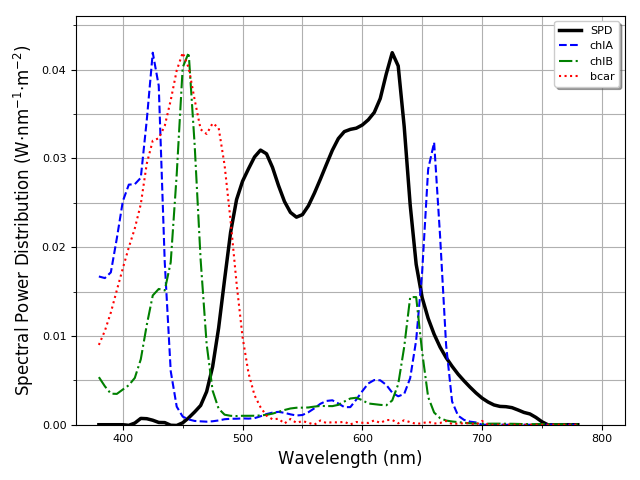 SPD
chlA
chlB
bcar
0.04
0.03
0.02
0.01
0.00
Spectral Power Distribution (W·nm⁻¹·m⁻²)
400 500 600 700 800
Wavelength (nm)